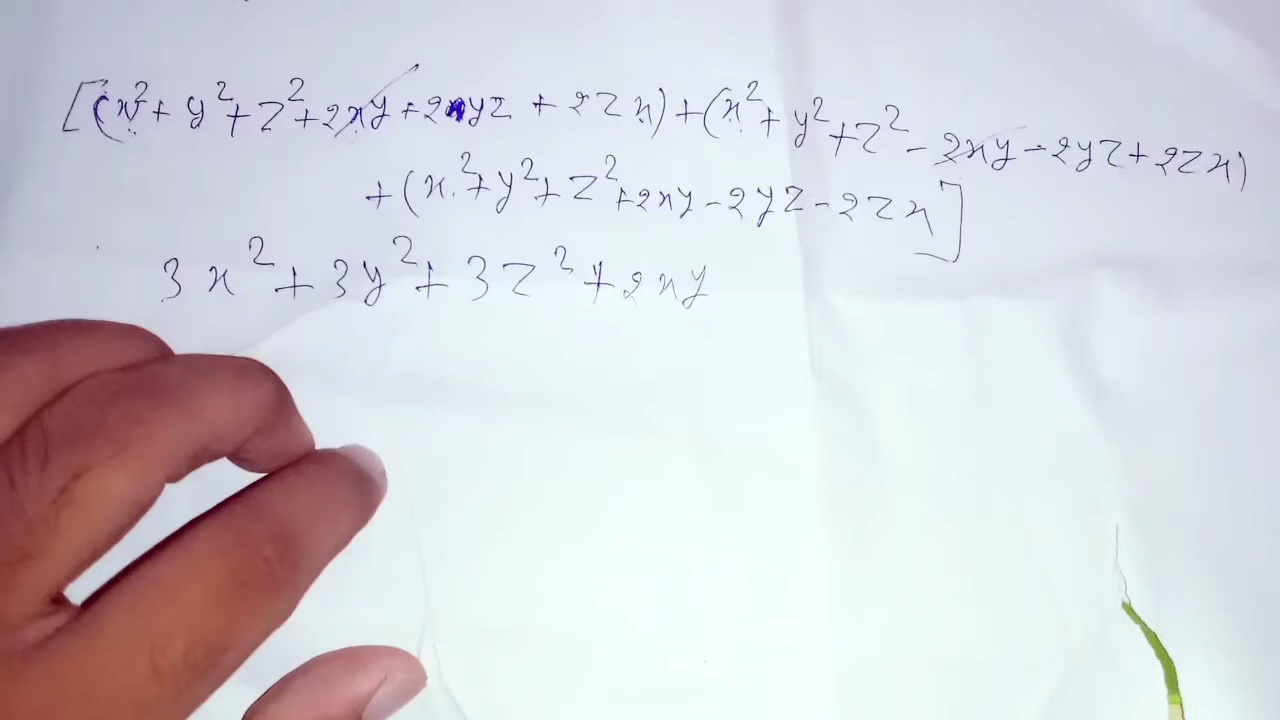 [(x²+ y²+ z²+2xy+2yz + 2zx)+(x²+ y²+z²- 2xy-2yz+2zx)
+(x²+y²+z²+2xy-2yz-2zx]
3x²+3y²+3z²+2xy